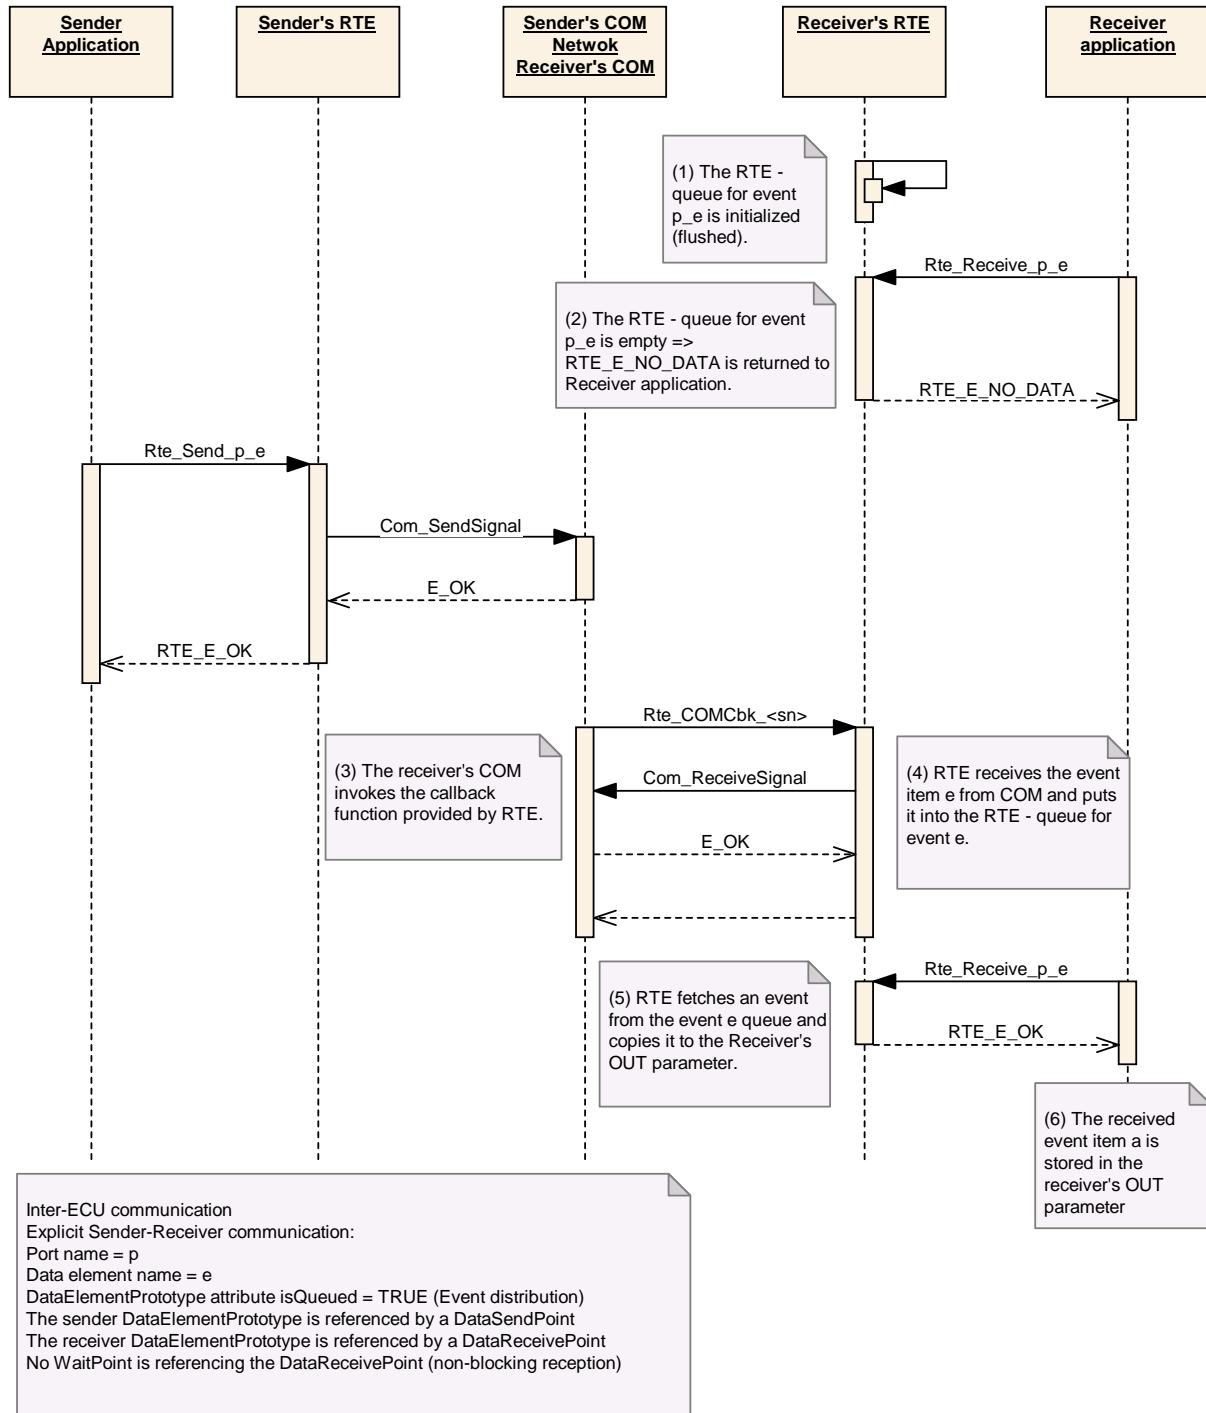 Sender
Application
Sender's RTE
Sender's COM
Netwok
Receiver's COM
Receiver's RTE
Receiver
application
(1) The RTE -
queue for event
p_e is initialized
(flushed).
Rte_Receive_p_e
(2) The RTE - queue for event
p_e is empty =>
RTE_E_NO_DATA is returned to
Receiver application.
RTE_E_NO_DATA
Rte_Send_p_e
Com_SendSignal
E_OK
RTE_E_OK
Rte_COMCbk_<sn>
(3) The receiver's COM
invokes the callback
function provided by RTE.
Com_ReceiveSignal
(4) RTE receives the event
item e from COM and puts
it into the RTE - queue for
event e.
E_OK
Rte_Receive_p_e
(5) RTE fetches an event
from the event e queue and
copies it to the Receiver's
OUT parameter.
RTE_E_OK
(6) The received
event item a is
stored in the
receiver's OUT
parameter
Inter-ECU communication
Explicit Sender-Receiver communication:
Port name = p
Data element name = e
DataElementPrototype attribute isQueued = TRUE (Event distribution)
The sender DataElementPrototype is referenced by a DataSendPoint
The receiver DataElementPrototype is referenced by a DataReceivePoint
No WaitPoint is referencing the DataReceivePoint (non-blocking reception)